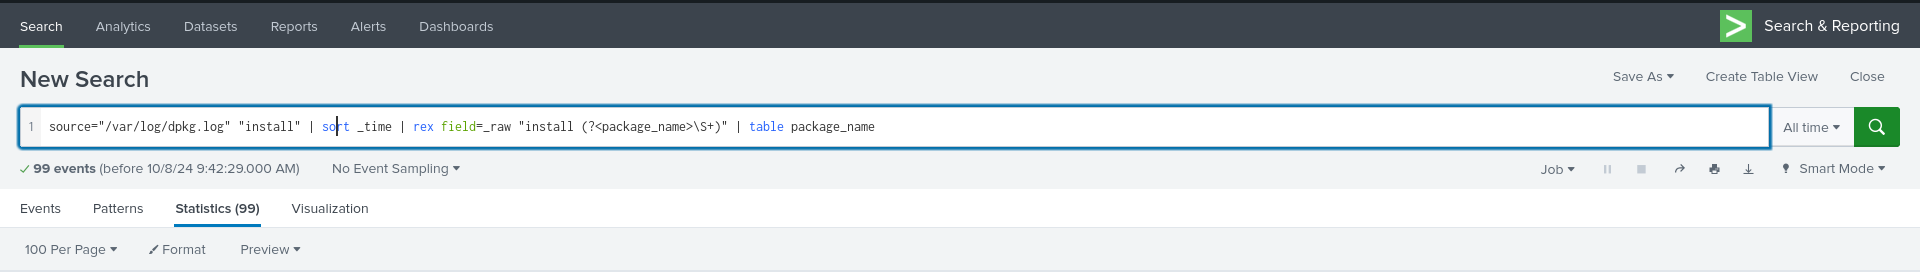 Search Analytics Datasets Reports Alerts Dashboards > Search & Reporting
New Search Save As Create Table View Close
1 source="/var/log/dpkg.log" "install" | sort _time | rex field=_raw "install (?<package_name>\S+)" | table package_name All time
99 events (before 10/8/24 9:42:29.000 AM) No Event Sampling Job Smart Mode
Events Patterns Statistics (99) Visualization
100 Per Page Format Preview